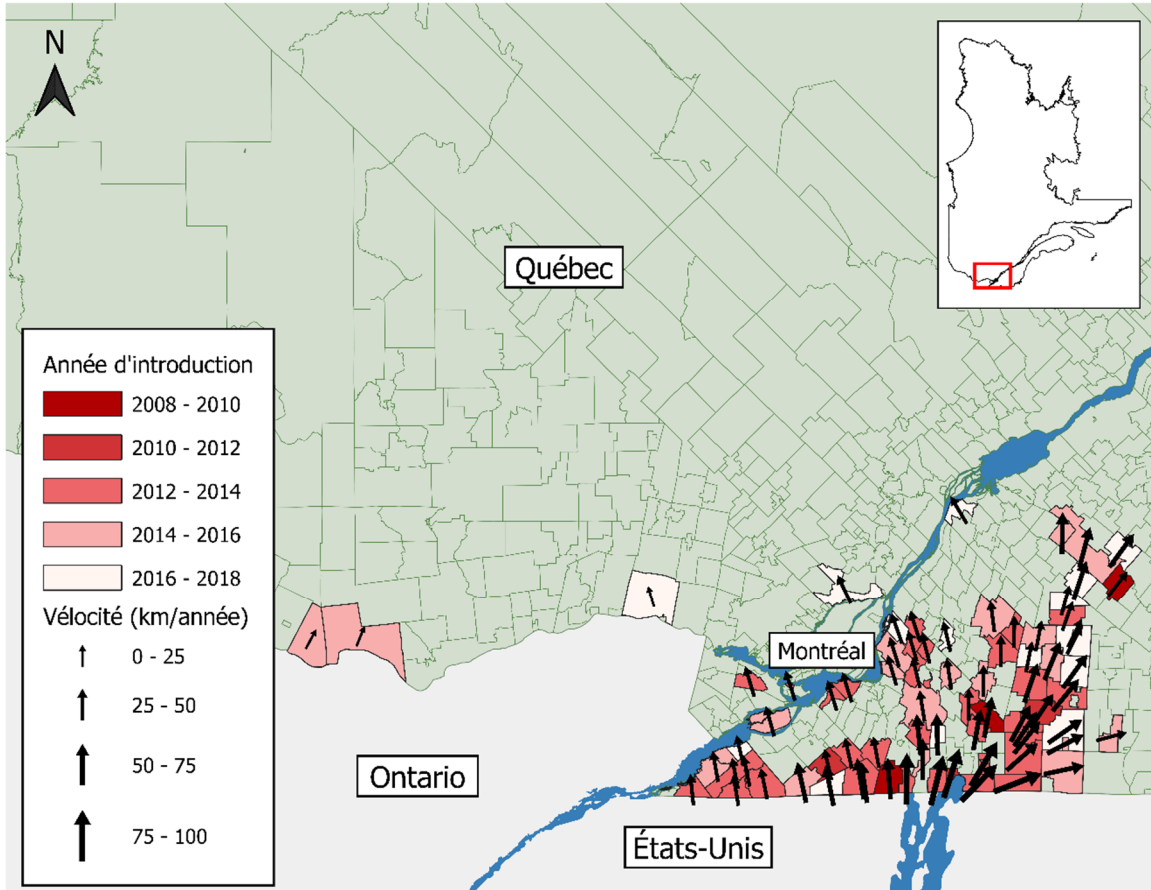 N
Québec
Année d'introduction
2008 - 2010
2010 - 2012
2012 - 2014
2014 - 2016
2016 - 2018
Vélocité (km/année)
0 - 25
25 - 50
50 - 75
75 - 100
Montréal
Ontario
États-Unis